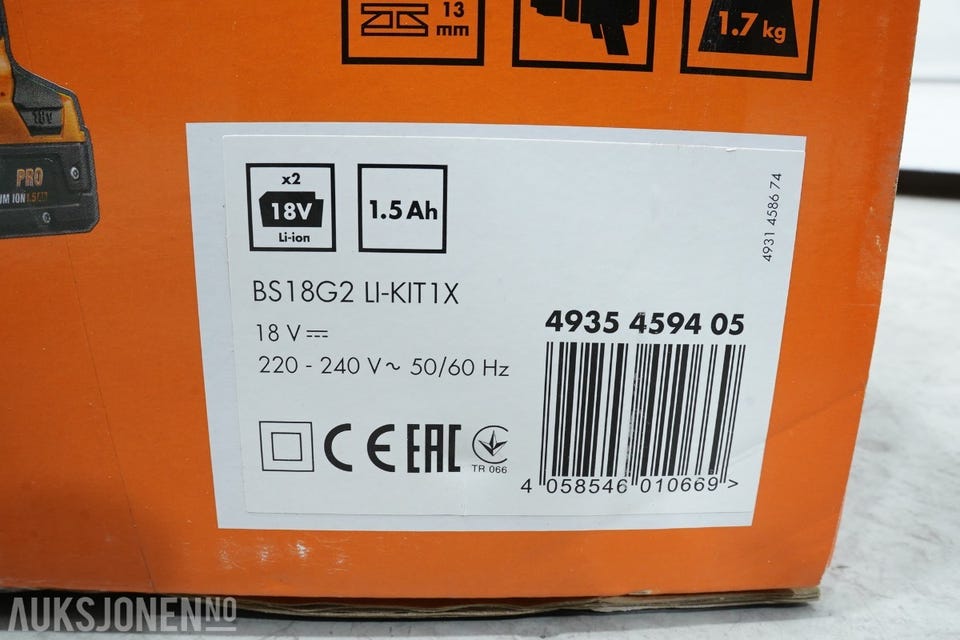 13
mm
1.7 kg
18V
PRO
x2
18V
Li-ion
1.5 Ah
4931 4586 74
BS18G2 LI-KIT1X
18 V
220 - 240 V~ 50/60 Hz
4935 4594 05
CE EAC
TR 066
4 058546 010669 >
AUKSJONEN.NO